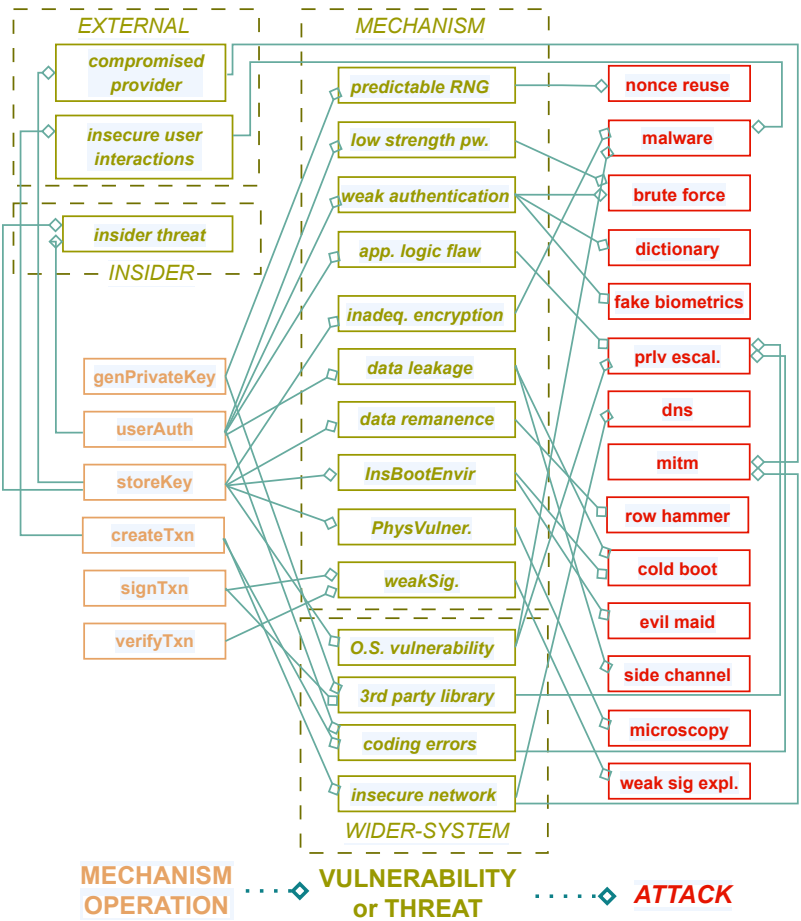 EXTERNAL
compromised
provider
insecure user
interactions
insider threat
INSIDER
genPrivateKey
userAuth
storeKey
createTxn
signTxn
verifyTxn
MECHANISM
predictable RNG
low strength pw.
weak authentication
app. logic flaw
inadeq. encryption
data leakage
data remanence
InsBootEnvir
PhysVulner.
weakSig.
O.S. vulnerability
3rd party library
coding errors
insecure network
WIDER-SYSTEM
nonce reuse
malware
brute force
dictionary
fake biometrics
prlv escal.
dns
mitm
row hammer
cold boot
evil maid
side channel
microscopy
weak sig expl.
MECHANISM
OPERATION
VULNERABILITY
or THREAT
ATTACK